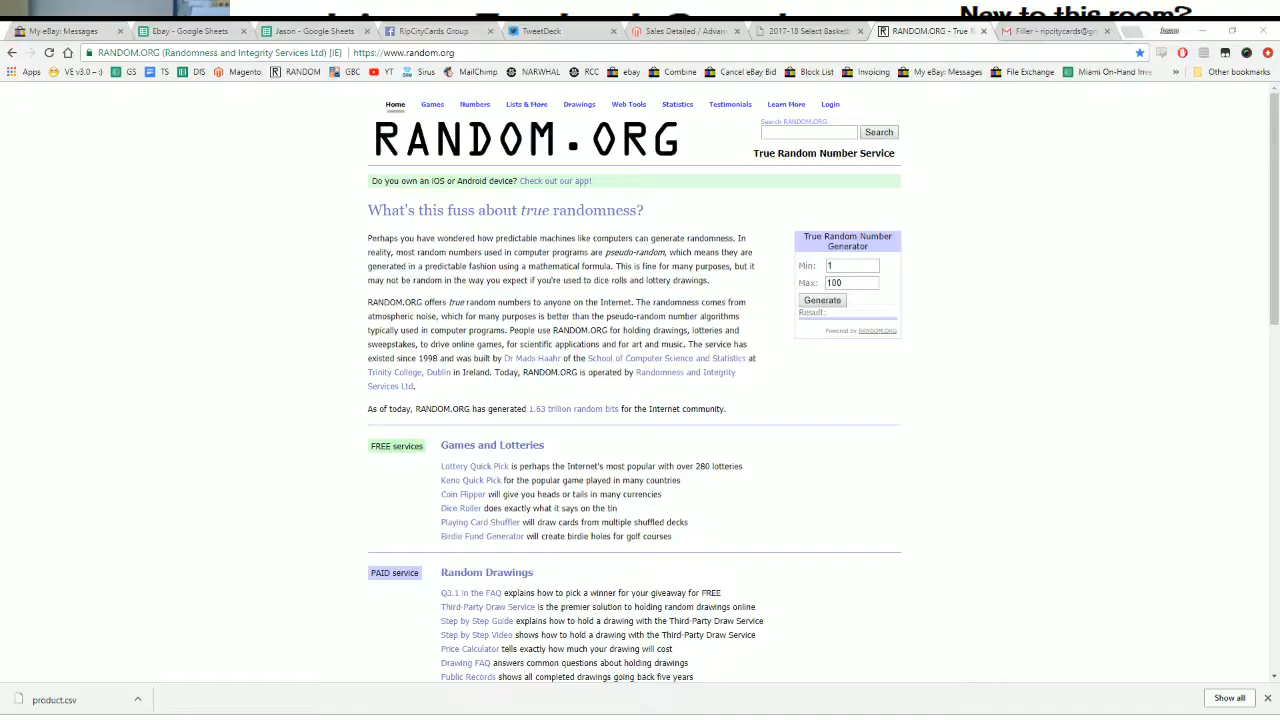 New to this room?
My eBay: Messages
Ebay - Google Sheets
Jason - Google Sheets
RipCityCards Group
TweetDeck
Sales Detailed / Advan
2017-18 Select Basketb
RANDOM.ORG - True R
Filler - ripcitycards@g
RANDOM.ORG (Randomness and Integrity Services Ltd) [IE]
https://www.random.org
Apps
VE v3.0 --:)
GS
TS
DIS
Magento
RANDOM
GBC
YT
Sirus
MailChimp
NARWHAL
RCC
ebay
Combine
Cancel eBay Bid
Block List
Invoicing
My eBay: Messages
File Exchange
Miami On-Hand Inve
»
Other bookmarks
Home
Games
Numbers
Lists & More
Drawings
Web Tools
Statistics
Testimonials
Learn More
Login
RANDOM.ORG
Search RANDOM.ORG
Search
True Random Number Service
Do you own an iOS or Android device? Check out our app!
What's this fuss about true randomness?
Perhaps you have wondered how predictable machines like computers can generate randomness. In
reality, most random numbers used in computer programs are pseudo-random, which means they are
generated in a predictable fashion using a mathematical formula. This is fine for many purposes, but it
may not be random in the way you expect if you're used to dice rolls and lottery drawings.
RANDOM.ORG offers true random numbers to anyone on the Internet. The randomness comes from
atmospheric noise, which for many purposes is better than the pseudo-random number algorithms
typically used in computer programs. People use RANDOM.ORG for holding drawings, lotteries and
sweepstakes, to drive online games, for scientific applications and for art and music. The service has
existed since 1998 and was built by Dr Mads Haahr of the School of Computer Science and Statistics at
Trinity College, Dublin in Ireland. Today, RANDOM.ORG is operated by Randomness and Integrity
Services Ltd.
As of today, RANDOM.ORG has generated 1.63 trillion random bits for the Internet community.
True Random Number
Generator
Min: 1
Max: 100
Generate
Result:
Powered by RANDOM.ORG
FREE services
Games and Lotteries
Lottery Quick Pick is perhaps the Internet's most popular with over 280 lotteries
Keno Quick Pick for the popular game played in many countries
Coin Flipper will give you heads or tails in many currencies
Dice Roller does exactly what it says on the tin
Playing Card Shuffler will draw cards from multiple shuffled decks
Birdie Fund Generator will create birdie holes for golf courses
PAID service
Random Drawings
Q3.1 in the FAQ explains how to pick a winner for your giveaway for FREE
Third-Party Draw Service is the premier solution to holding random drawings online
Step by Step Guide explains how to hold a drawing with the Third-Party Draw Service
Step by Step Video shows how to hold a drawing with the Third-Party Draw Service
Price Calculator tells exactly how much your drawing will cost
Drawing FAQ answers common questions about holding drawings
Public Records shows all completed drawings going back five years
product.csv
Show all